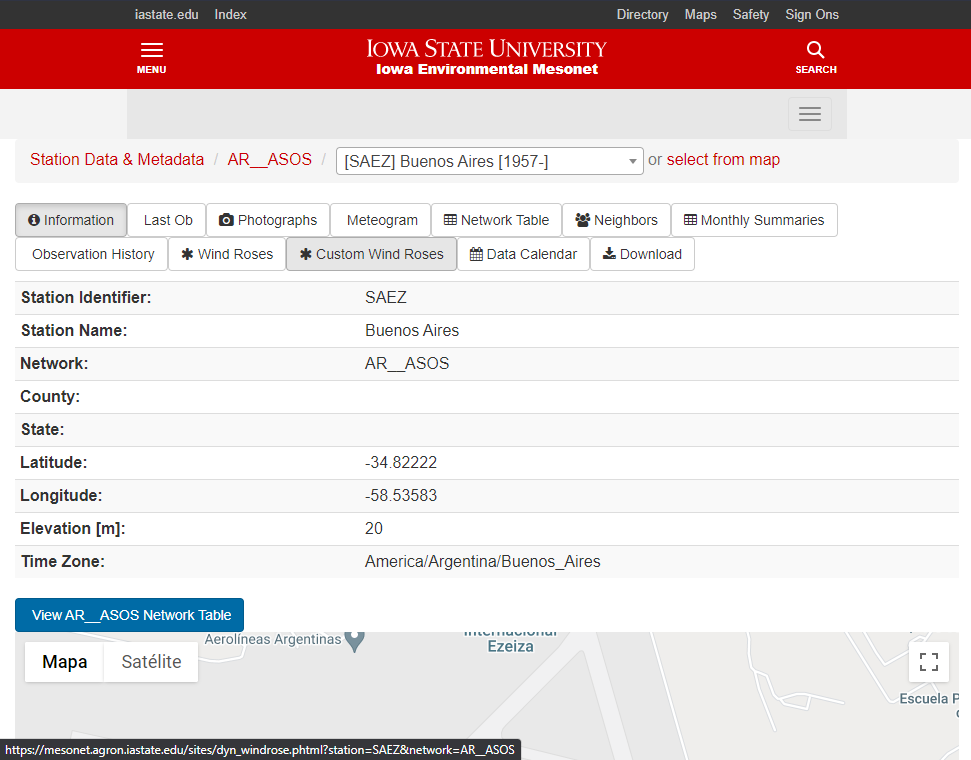 iastate.edu Index Directory Maps Safety Sign Ons
MENU
IOWA STATE UNIVERSITY
Iowa Environmental Mesonet
SEARCH
Station Data & Metadata / AR__ASOS / [SAEZ] Buenos Aires [1957-] or select from map
Information Last Ob Photographs Meteogram Network Table Neighbors Monthly Summaries
Observation History Wind Roses Custom Wind Roses Data Calendar Download
Station Identifier: SAEZ
Station Name: Buenos Aires
Network: AR__ASOS
County:
State:
Latitude: -34.82222
Longitude: -58.53583
Elevation [m]: 20
Time Zone: America/Argentina/Buenos_Aires
View AR__ASOS Network Table
Aerolíneas Argentinas
Internacional
Ezeiza
Mapa Satélite
Escuela P
https://mesonet.agron.iastate.edu/sites/dyn_windrose.phtml?station=SAEZ&network=AR__ASOS